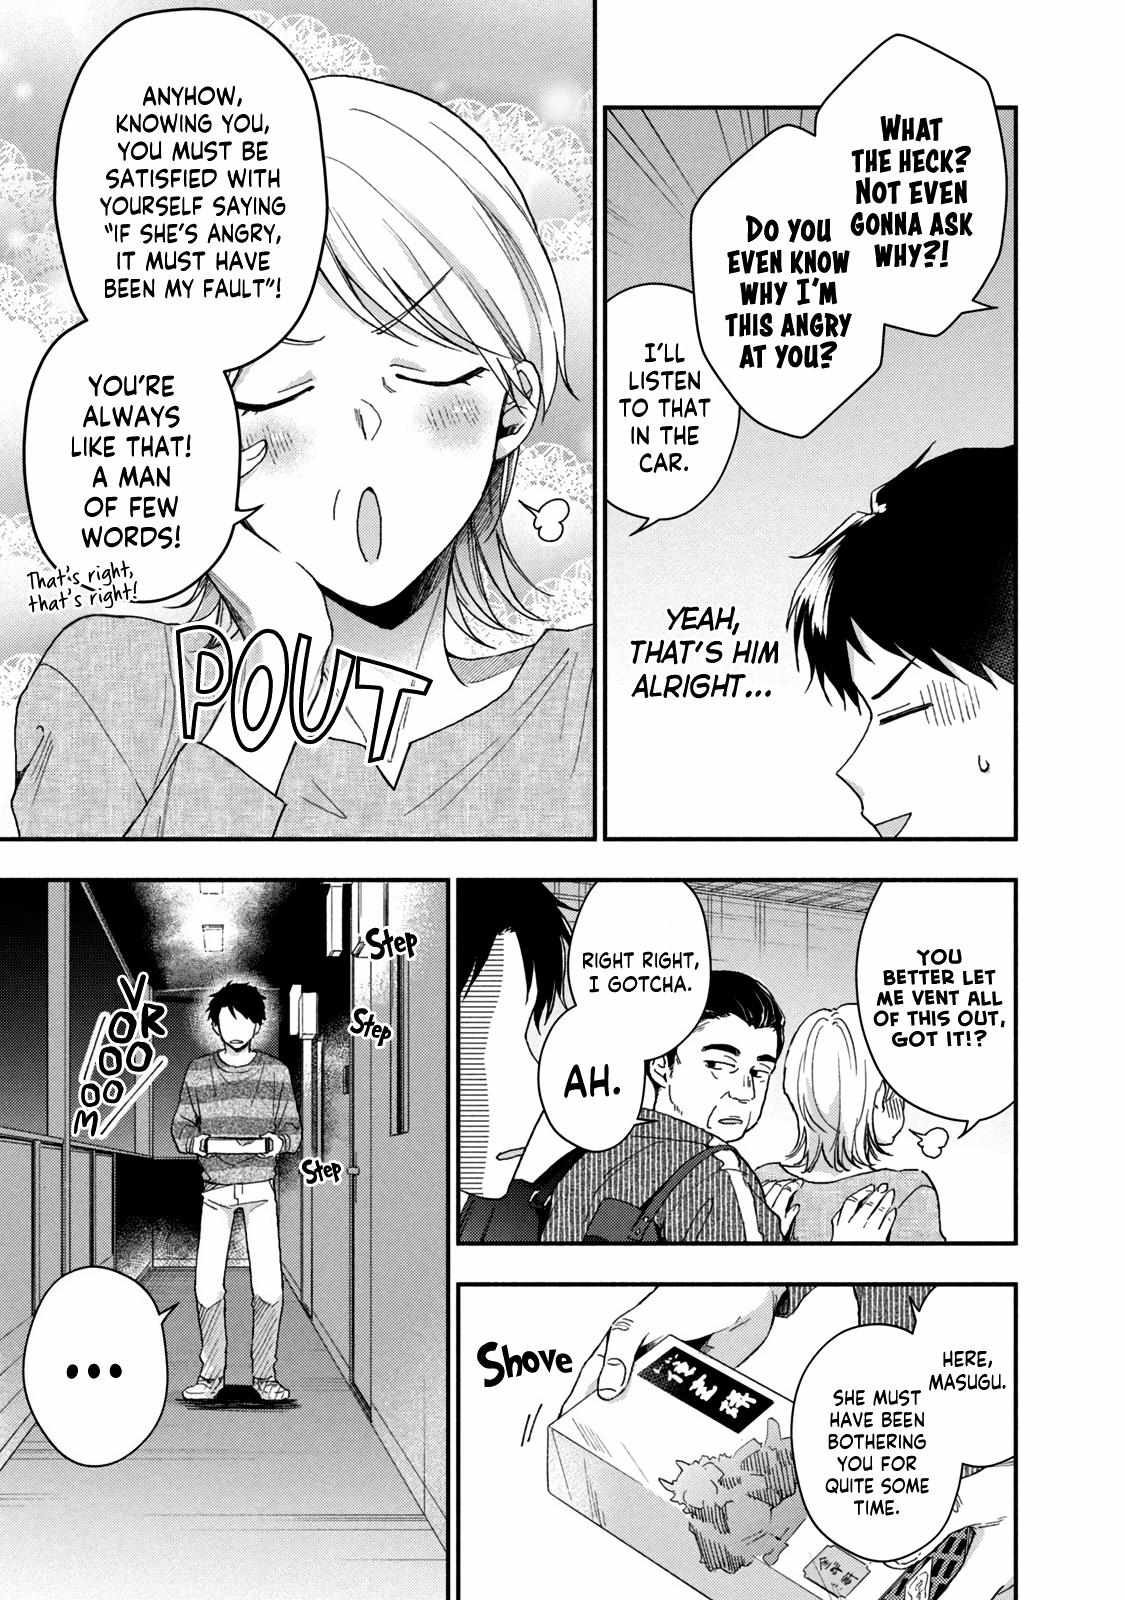 WHAT
THE HECK?
NOT EVEN
GONNA ASK
WHY?!
DO YOU
EVEN KNOW
WHY I'M
THIS ANGRY
AT YOU?
I'LL
LISTEN
TO THAT
IN THE
CAR.
YEAH,
THAT'S HIM
ALRIGHT...
ANYHOW,
KNOWING YOU,
YOU MUST BE
SATISFIED WITH
YOURSELF SAYING
"IF SHE'S ANGRY,
IT MUST HAVE
BEEN MY FAULT"!
YOU'RE
ALWAYS
LIKE THAT!
A MAN
OF FEW
WORDS!
That's right,
that's right!
POUT
YOU
BETTER LET
ME VENT ALL
OF THIS OUT,
GOT IT!?
RIGHT RIGHT,
I GOTCHA.
AH.
HERE,
MASUGU.
SHE MUST
HAVE BEEN
BOTHERING
YOU FOR
QUITE SOME
TIME.
Shove
Step
Step
Step
VROOOOOOM
...